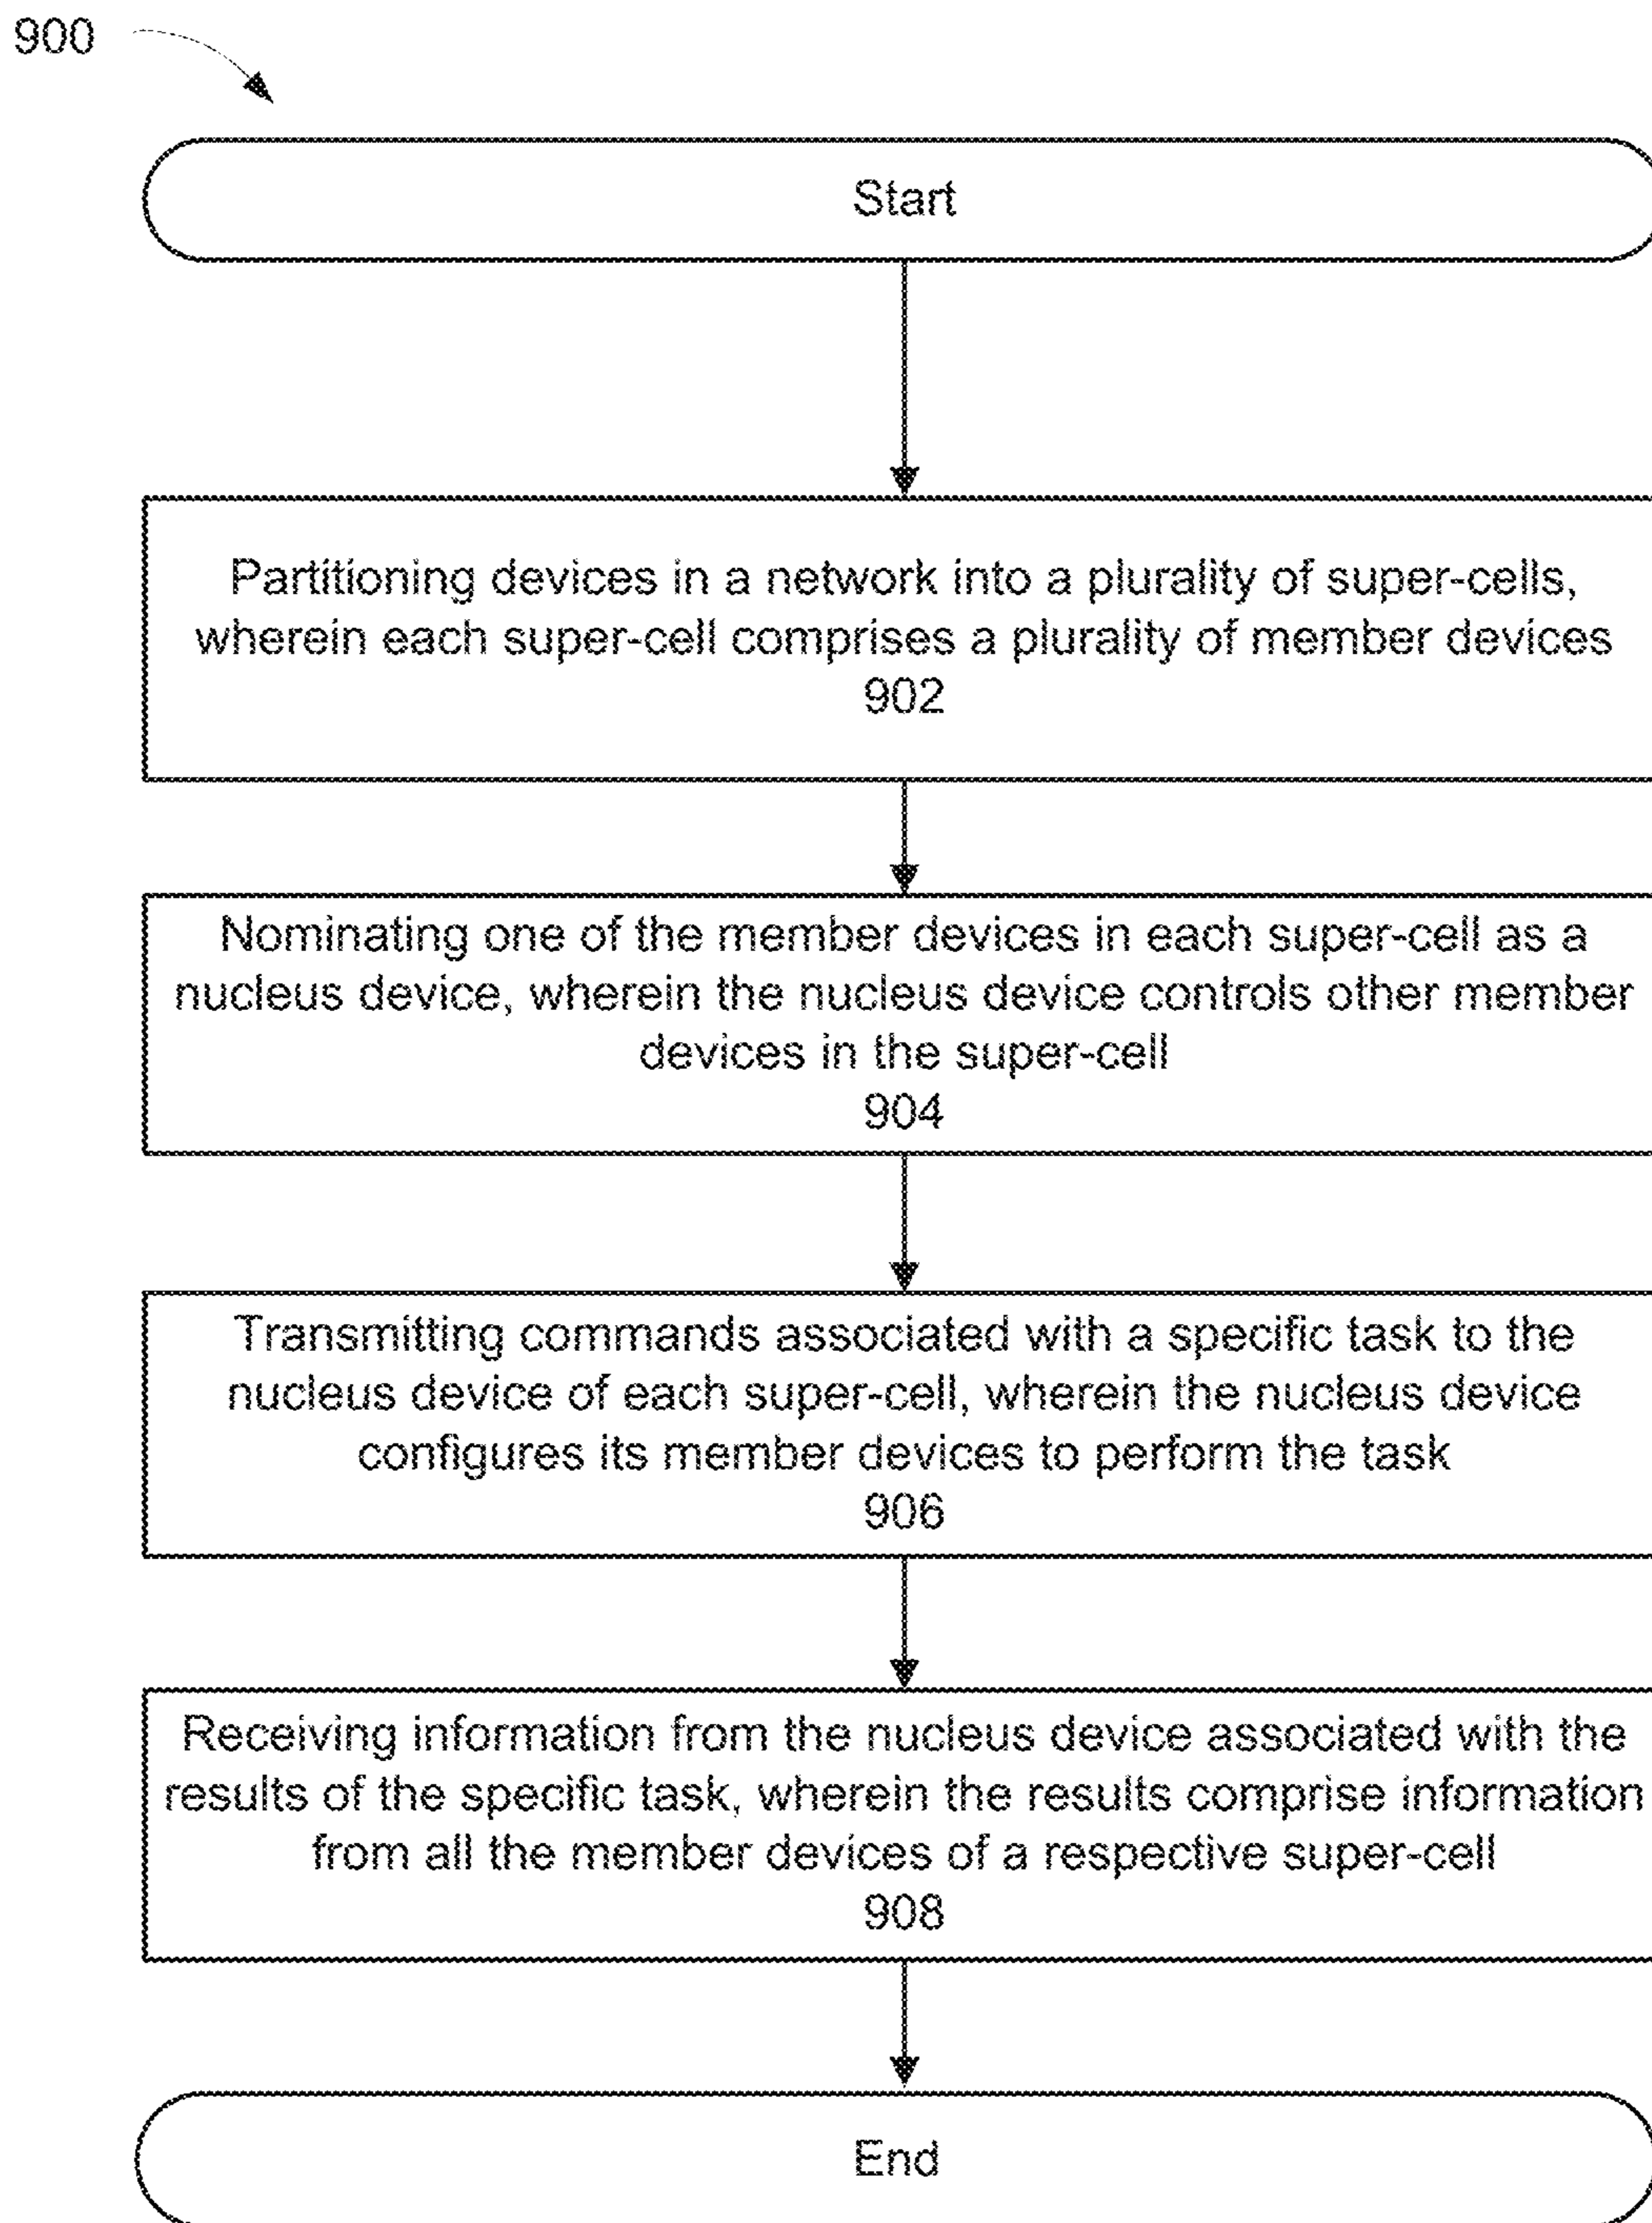 900
Start
Partitioning devices in a network into a plurality of super-cells,
wherein each super-cell comprises a plurality of member devices
902
Nominating one of the member devices in each super-cell as a
nucleus device, wherein the nucleus device controls other member
devices in the super-cell
904
Transmitting commands associated with a specific task to the
nucleus device of each super-cell, wherein the nucleus device
configures its member devices to perform the task
906
Receiving information from the nucleus device associated with the
results of the specific task, wherein the results comprise information
from all the member devices of a respective super-cell
908
End